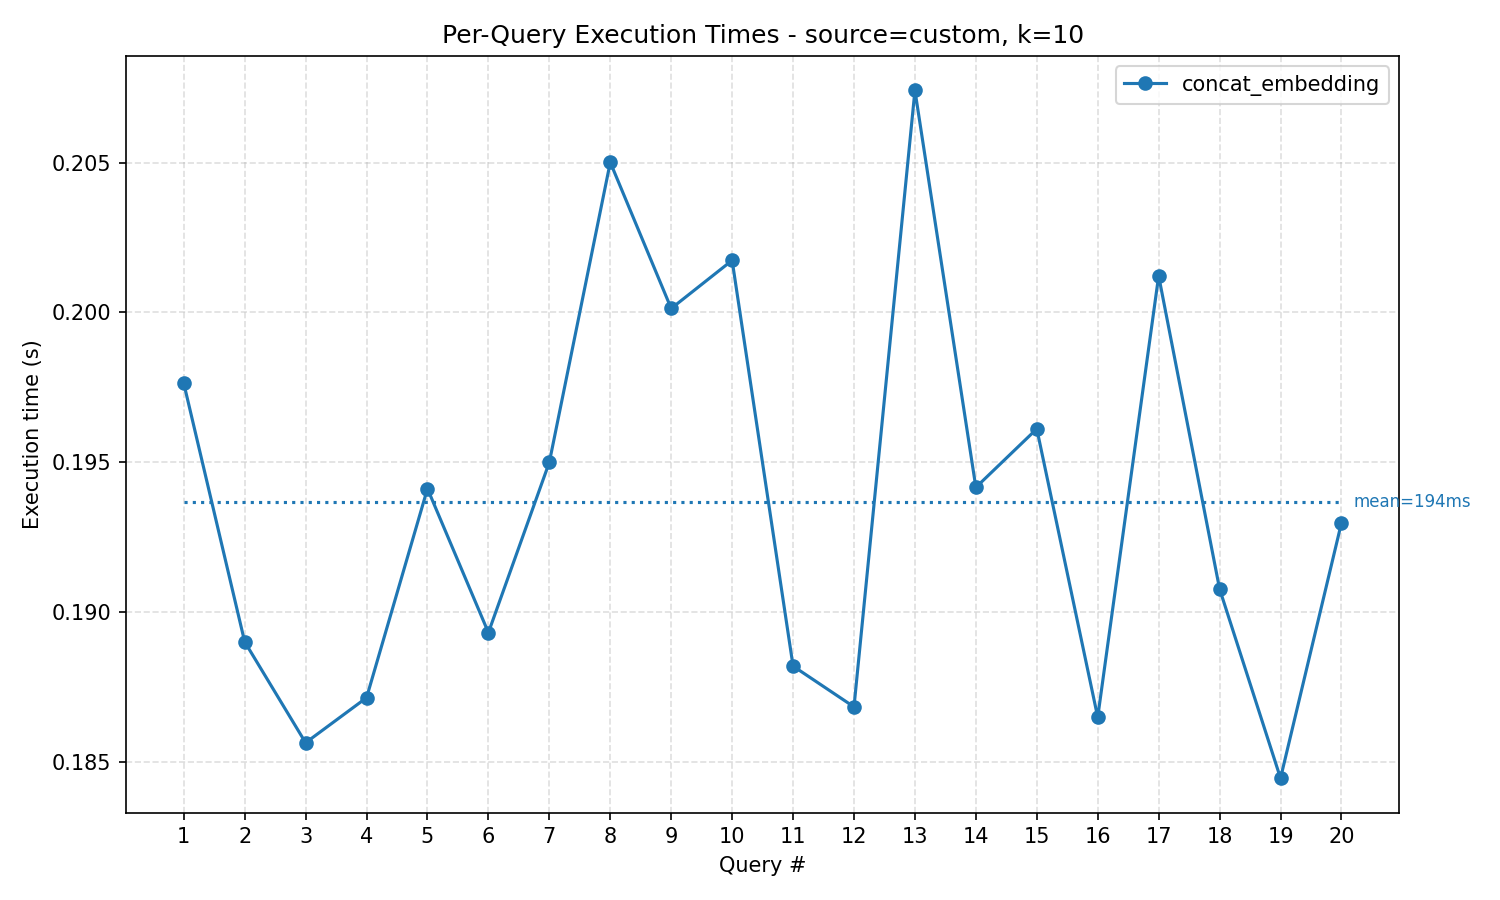 Per-Query Execution Times - source=custom, k=10
concat_embedding
0.205
0.200
0.195
0.190
0.185
Execution time (s)
mean=194ms
1 2 3 4 5 6 7 8 9 10 11 12 13 14 15 16 17 18 19 20
Query #